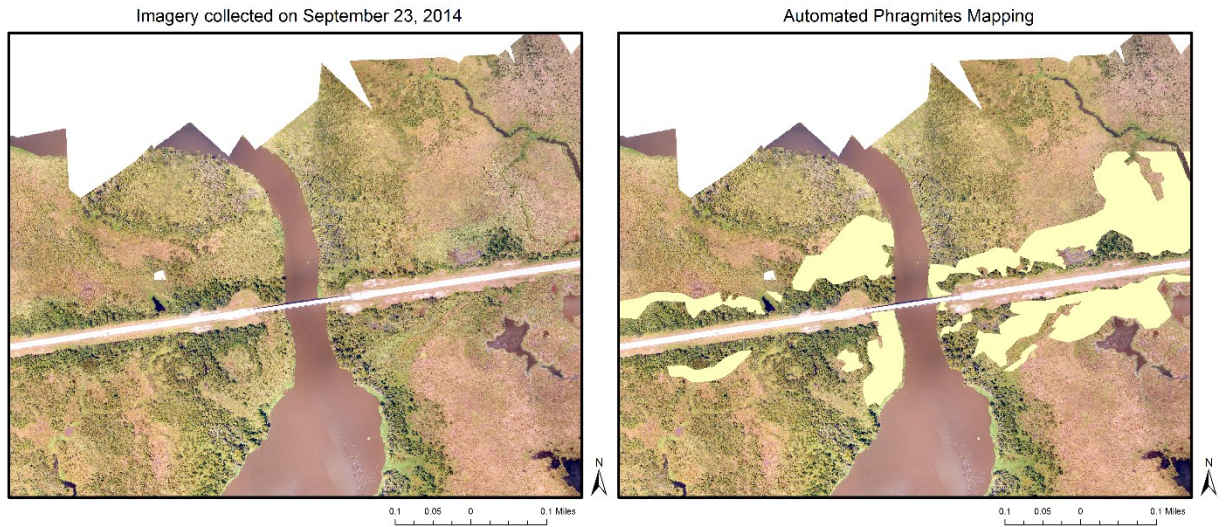 Imagery collected on September 23, 2014
Automated Phragmites Mapping
N
0.1 0.05 0 0.1 Miles
N
0.1 0.05 0 0.1 Miles